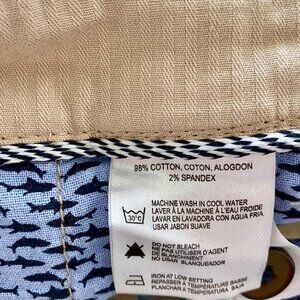 98% COTTON, COTON, ALOGDON
2% SPANDEX
MACHINE WASH IN COOL WATER
LAVER À LA MACHINE À L'EAU FROIDE
LAVAR EN LAVADORA CON AGUA FRIA.
USAR JABON SUAVE
30°C
DO NOT BLEACH
NE PAS UTILISER D'AGENT
DE BLANCHIMENT
NO USAR BLANQUEADOR
IRON AT LOW SETTING
REPASSER À TEMPÉRATURE BASSE
PLANCHAR A TEMPERATURA BAJA